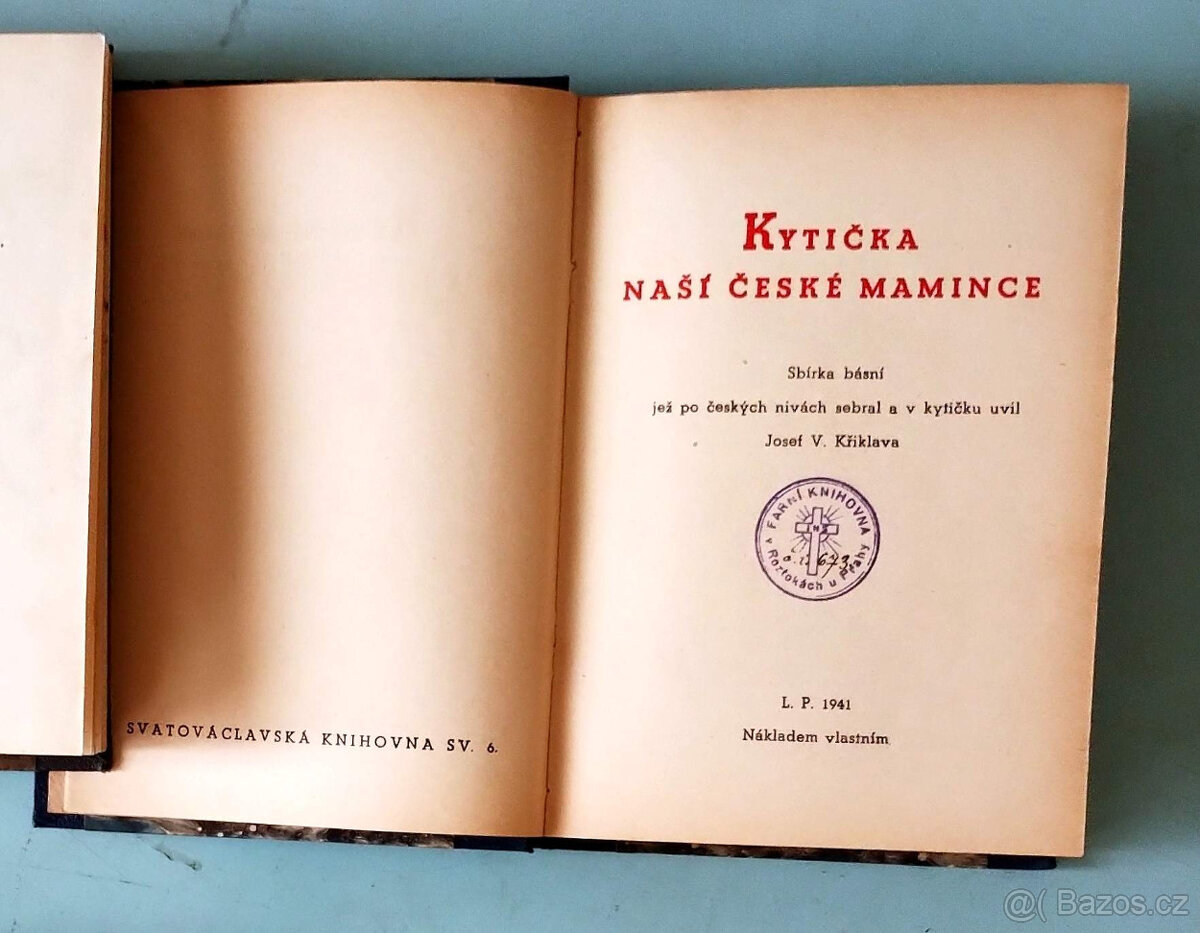 SVATOVÁCLAVSKÁ KNIHOVNA SV. 6.
KYTIČKA
NAŠÍ ČESKÉ MAMINCE
Sbírka básní
jež po českých nivách sebral a v kytičku uvil
Josef V. Křiklava
FARNÍ KNIHOVNA
v Roztokách u Prahy
673
L. P. 1941
Nákladem vlastním
@( Bazos.cz